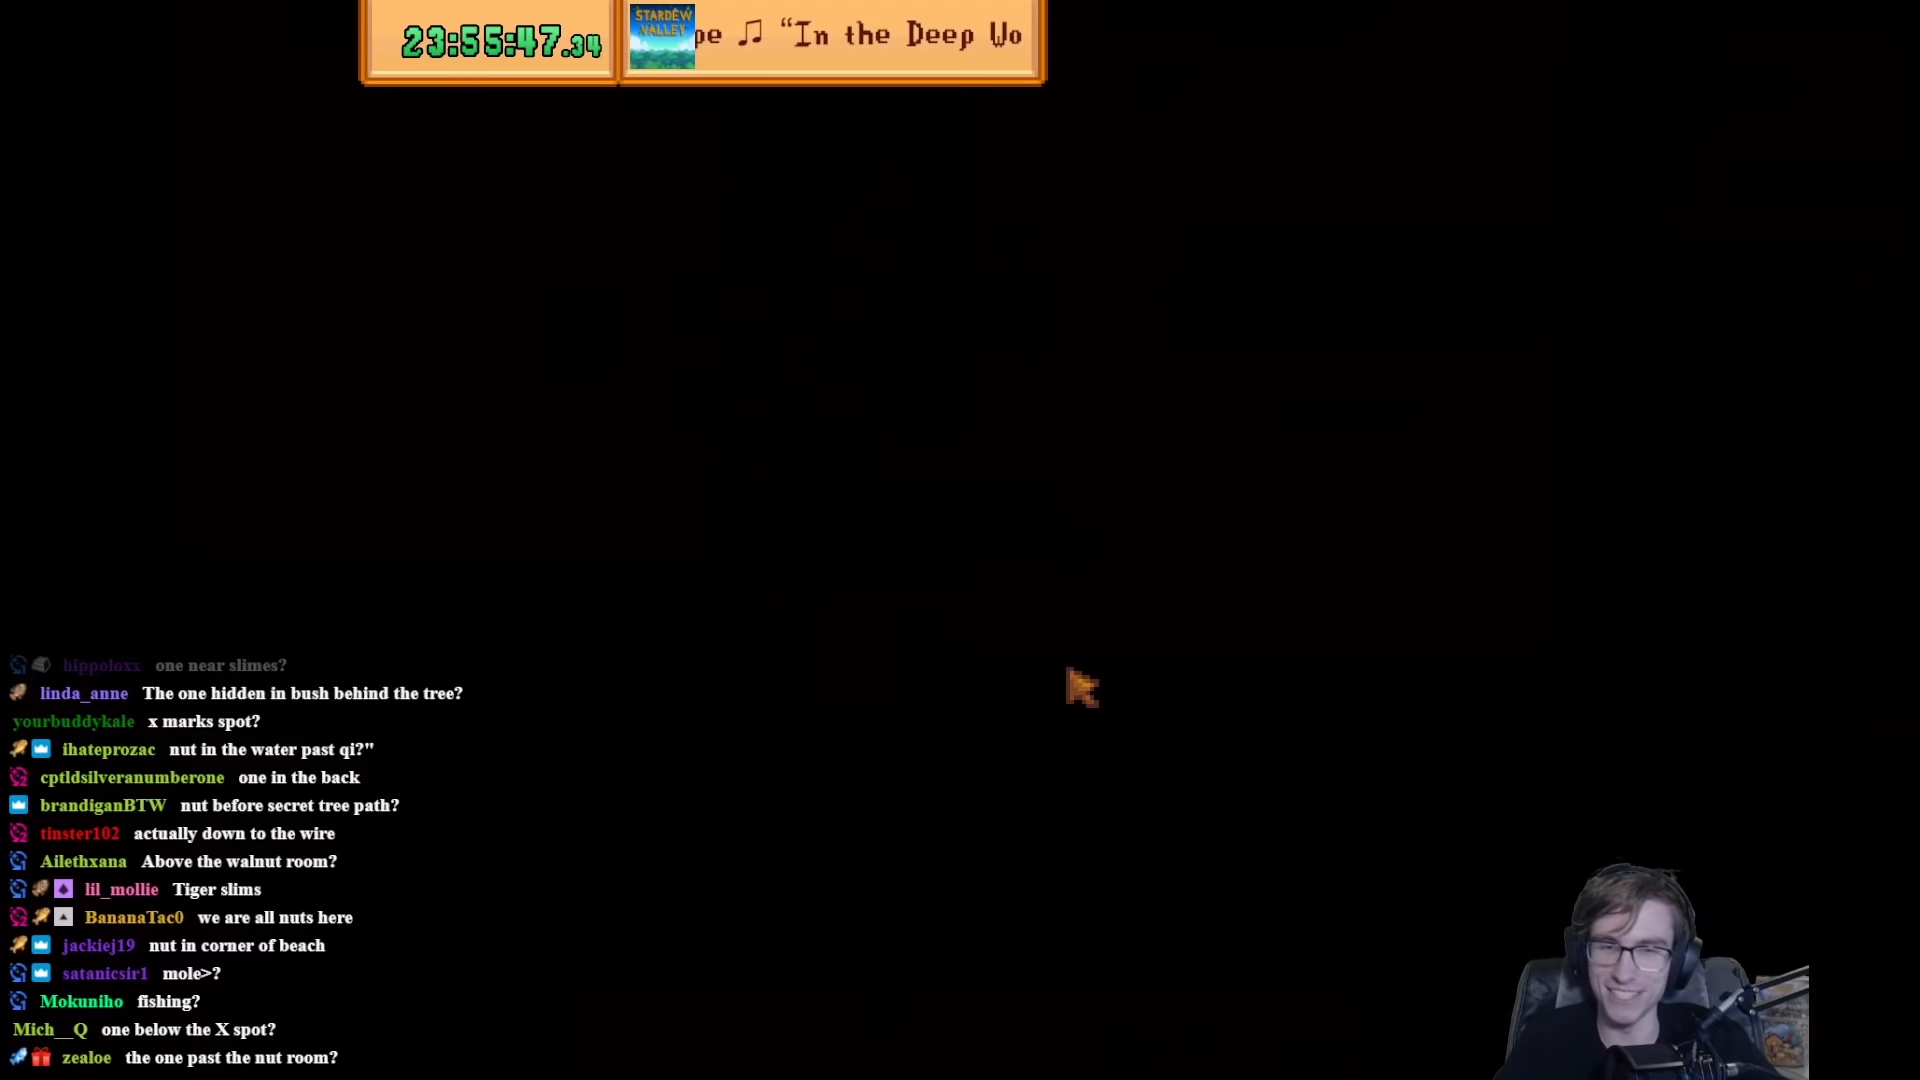 23:55:47.34
STARDEW
VALLEY
pe ♫ “In the Deep Wo
hippoloxx one near slimes?
linda_anne The one hidden in bush behind the tree?
yourbuddykale x marks spot?
ihateprozac nut in the water past qi?"
cptldsilveranumberone one in the back
brandiganBTW nut before secret tree path?
tinster102 actually down to the wire
Ailethxana Above the walnut room?
lil_mollie Tiger slims
BananaTac0 we are all nuts here
jackiej19 nut in corner of beach
satanicsir1 mole>?
Mokuniho fishing?
Mich__Q one below the X spot?
zealoe the one past the nut room?